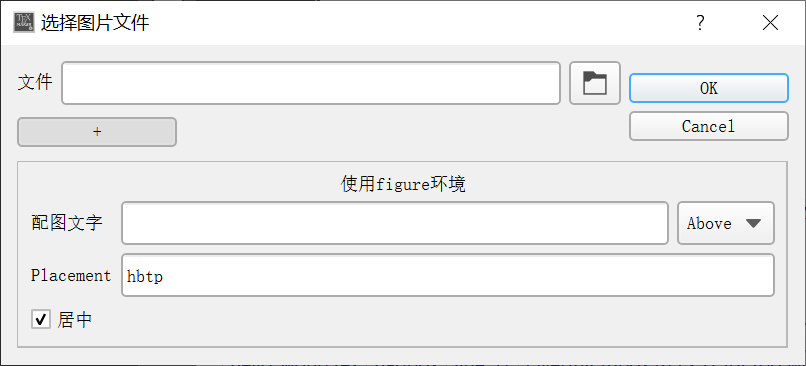 选择图片文件
文件
OK
+
Cancel
使用figure环境
配图文字
Above
Placement
hbtp
居中